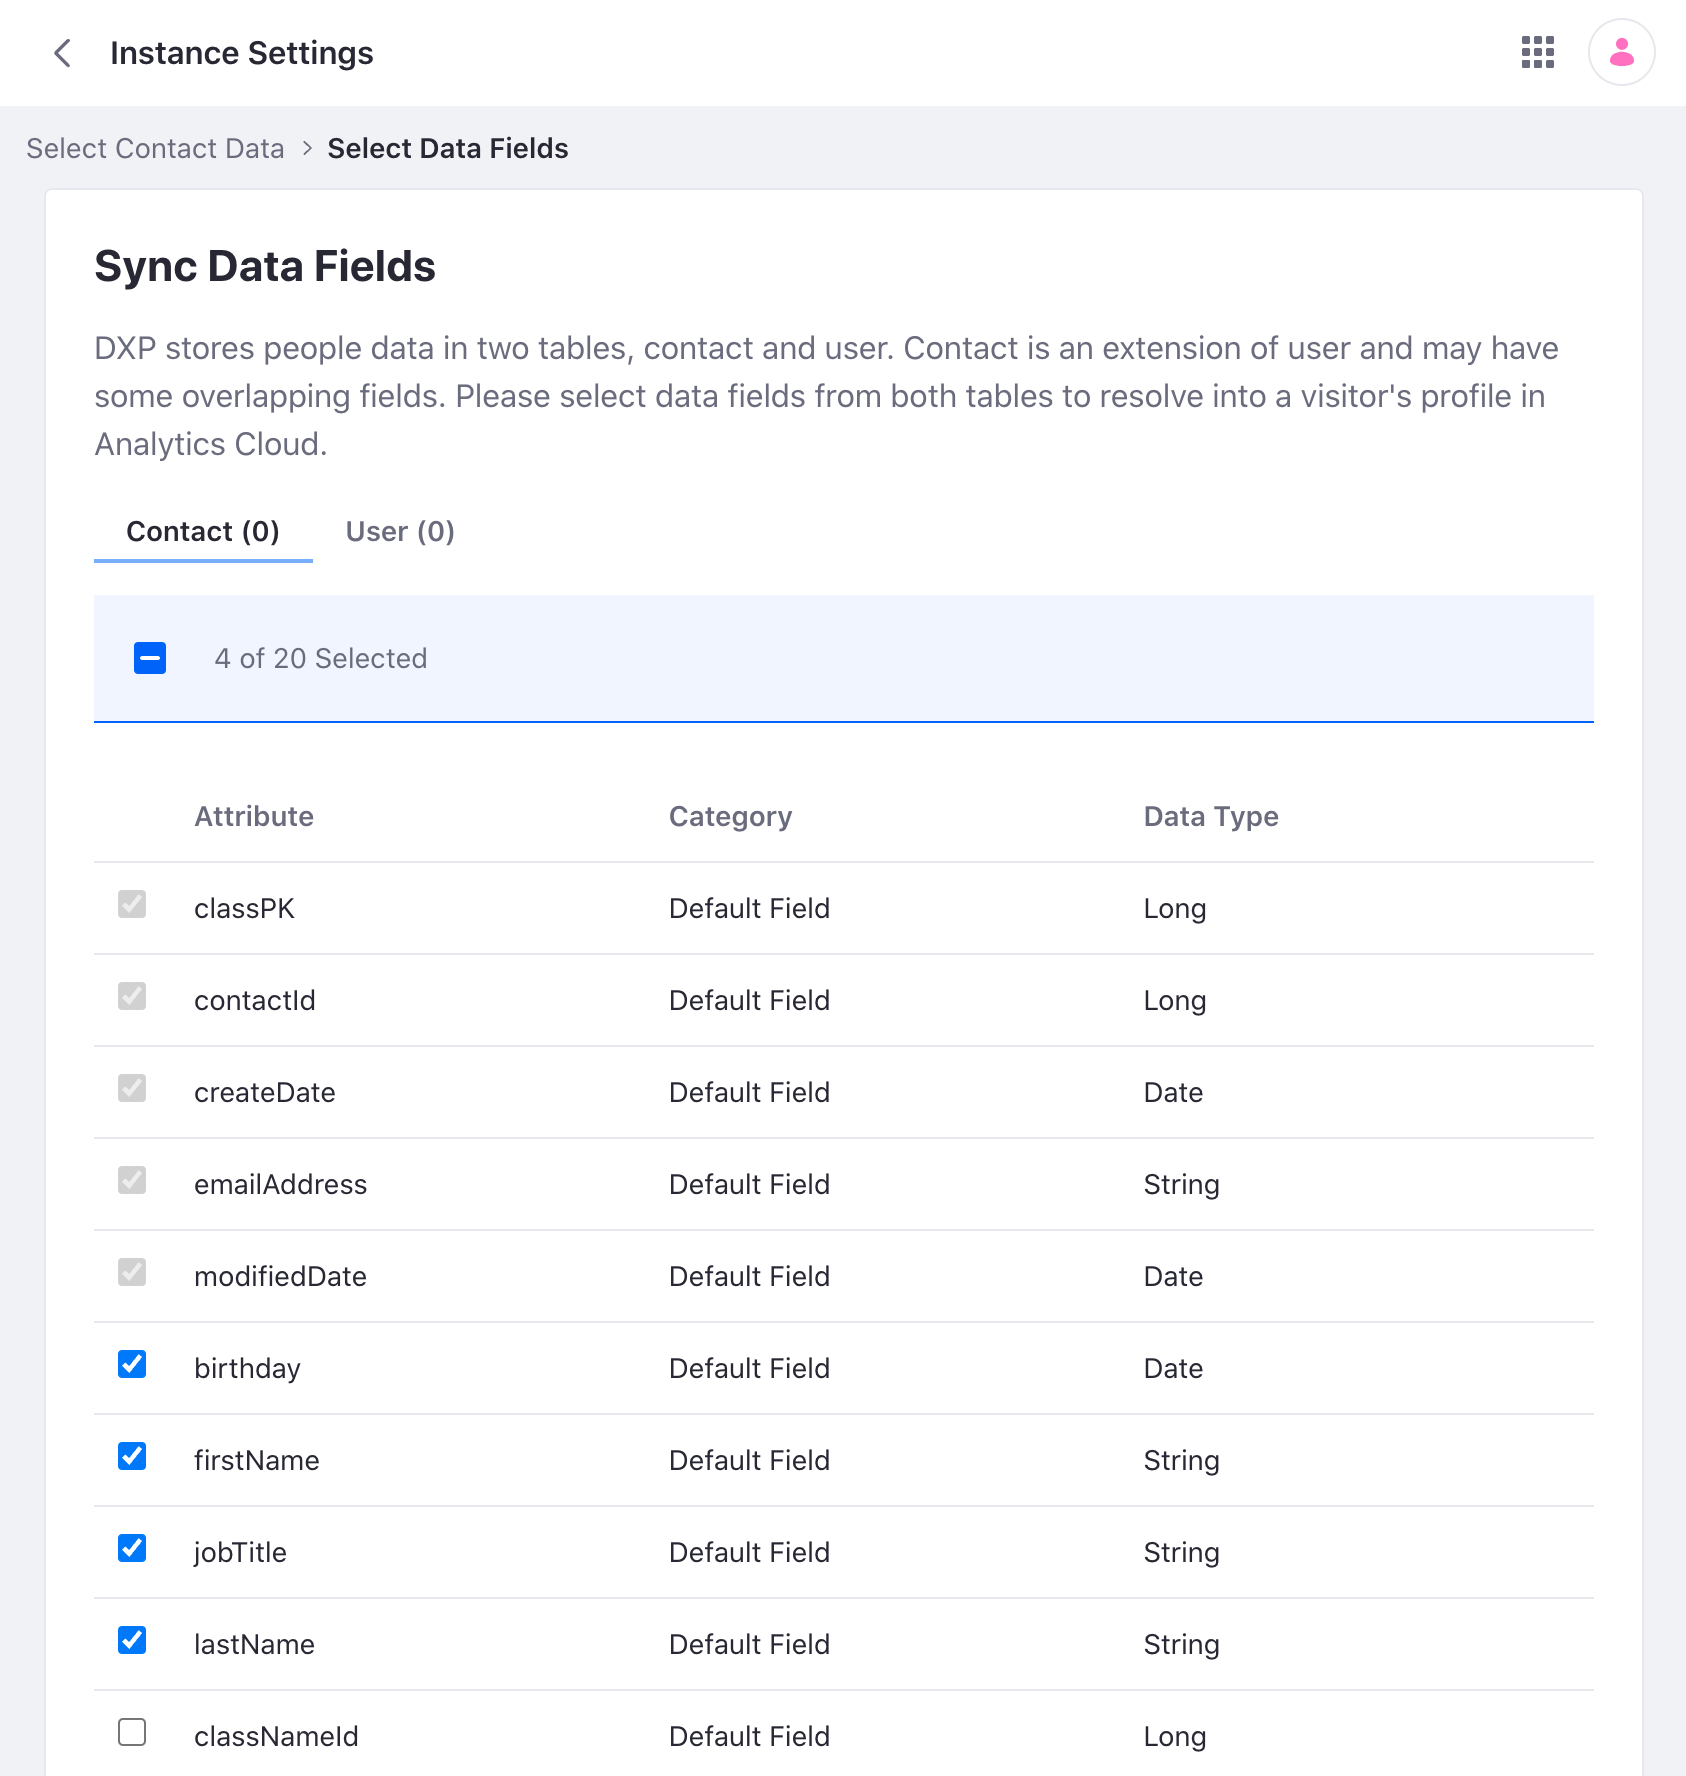 Instance Settings
Select Contact Data > Select Data Fields
Sync Data Fields
DXP stores people data in two tables, contact and user. Contact is an extension of user and may have
some overlapping fields. Please select data fields from both tables to resolve into a visitor's profile in
Analytics Cloud.
Contact (0) User (0)
4 of 20 Selected
Attribute Category Data Type
classPK Default Field Long
contactId Default Field Long
createDate Default Field Date
emailAddress Default Field String
modifiedDate Default Field Date
birthday Default Field Date
firstName Default Field String
jobTitle Default Field String
lastName Default Field String
classNameId Default Field Long